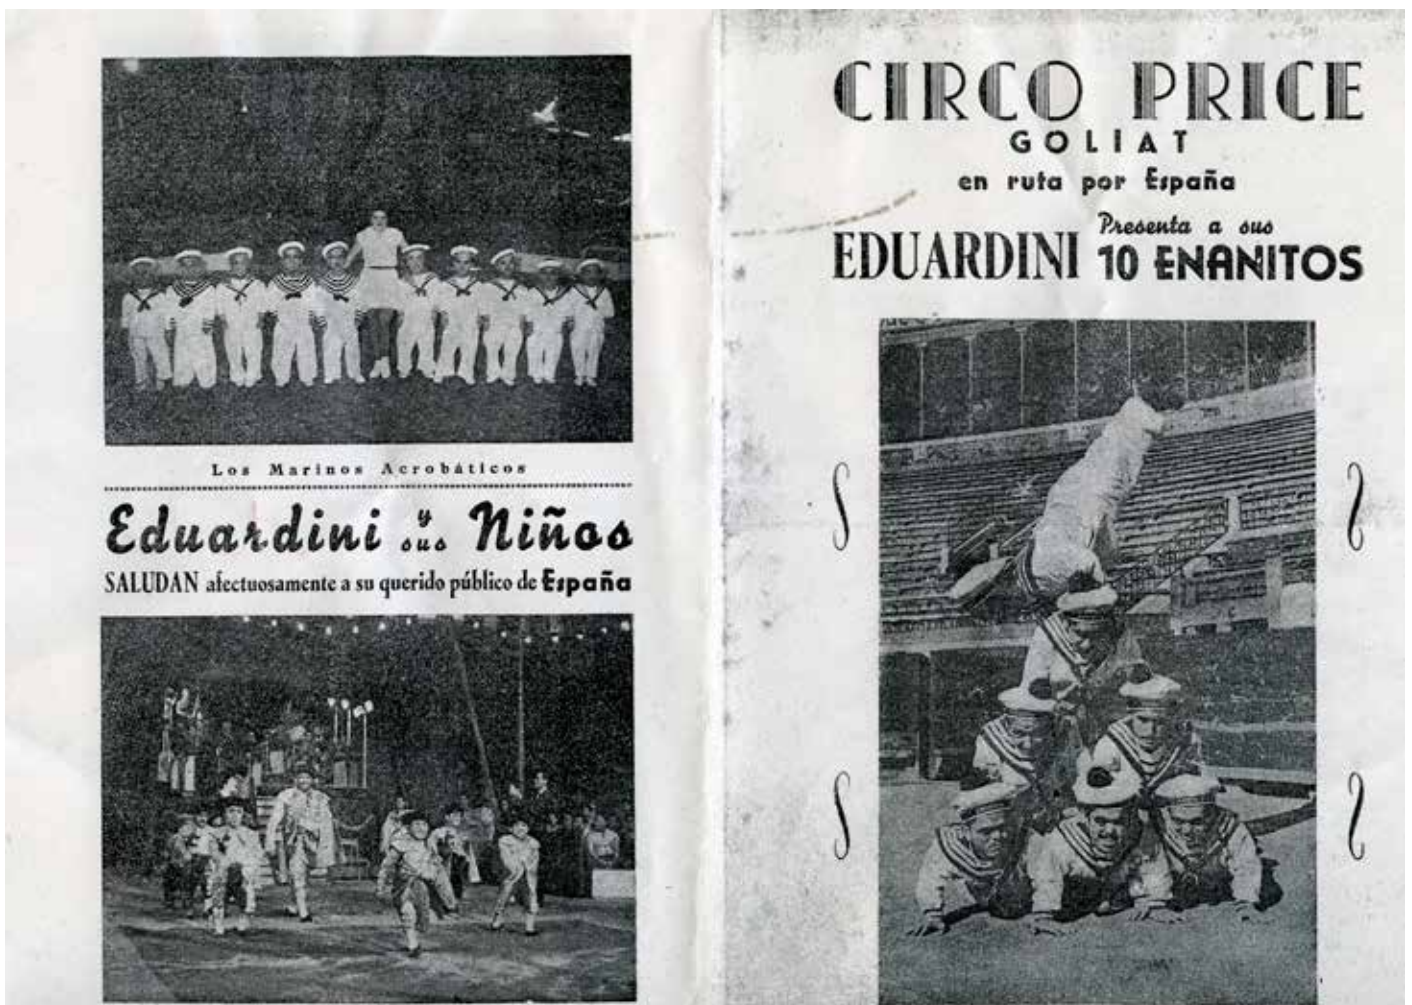 Los Marinos Acrobáticos
Eduardini y sus Niños
SALUDAN afectuosamente a su querido público de España
CIRCO PRICE
GOLIAT
en ruta por España
EDUARDINI Presenta a sus
10 ENANITOS